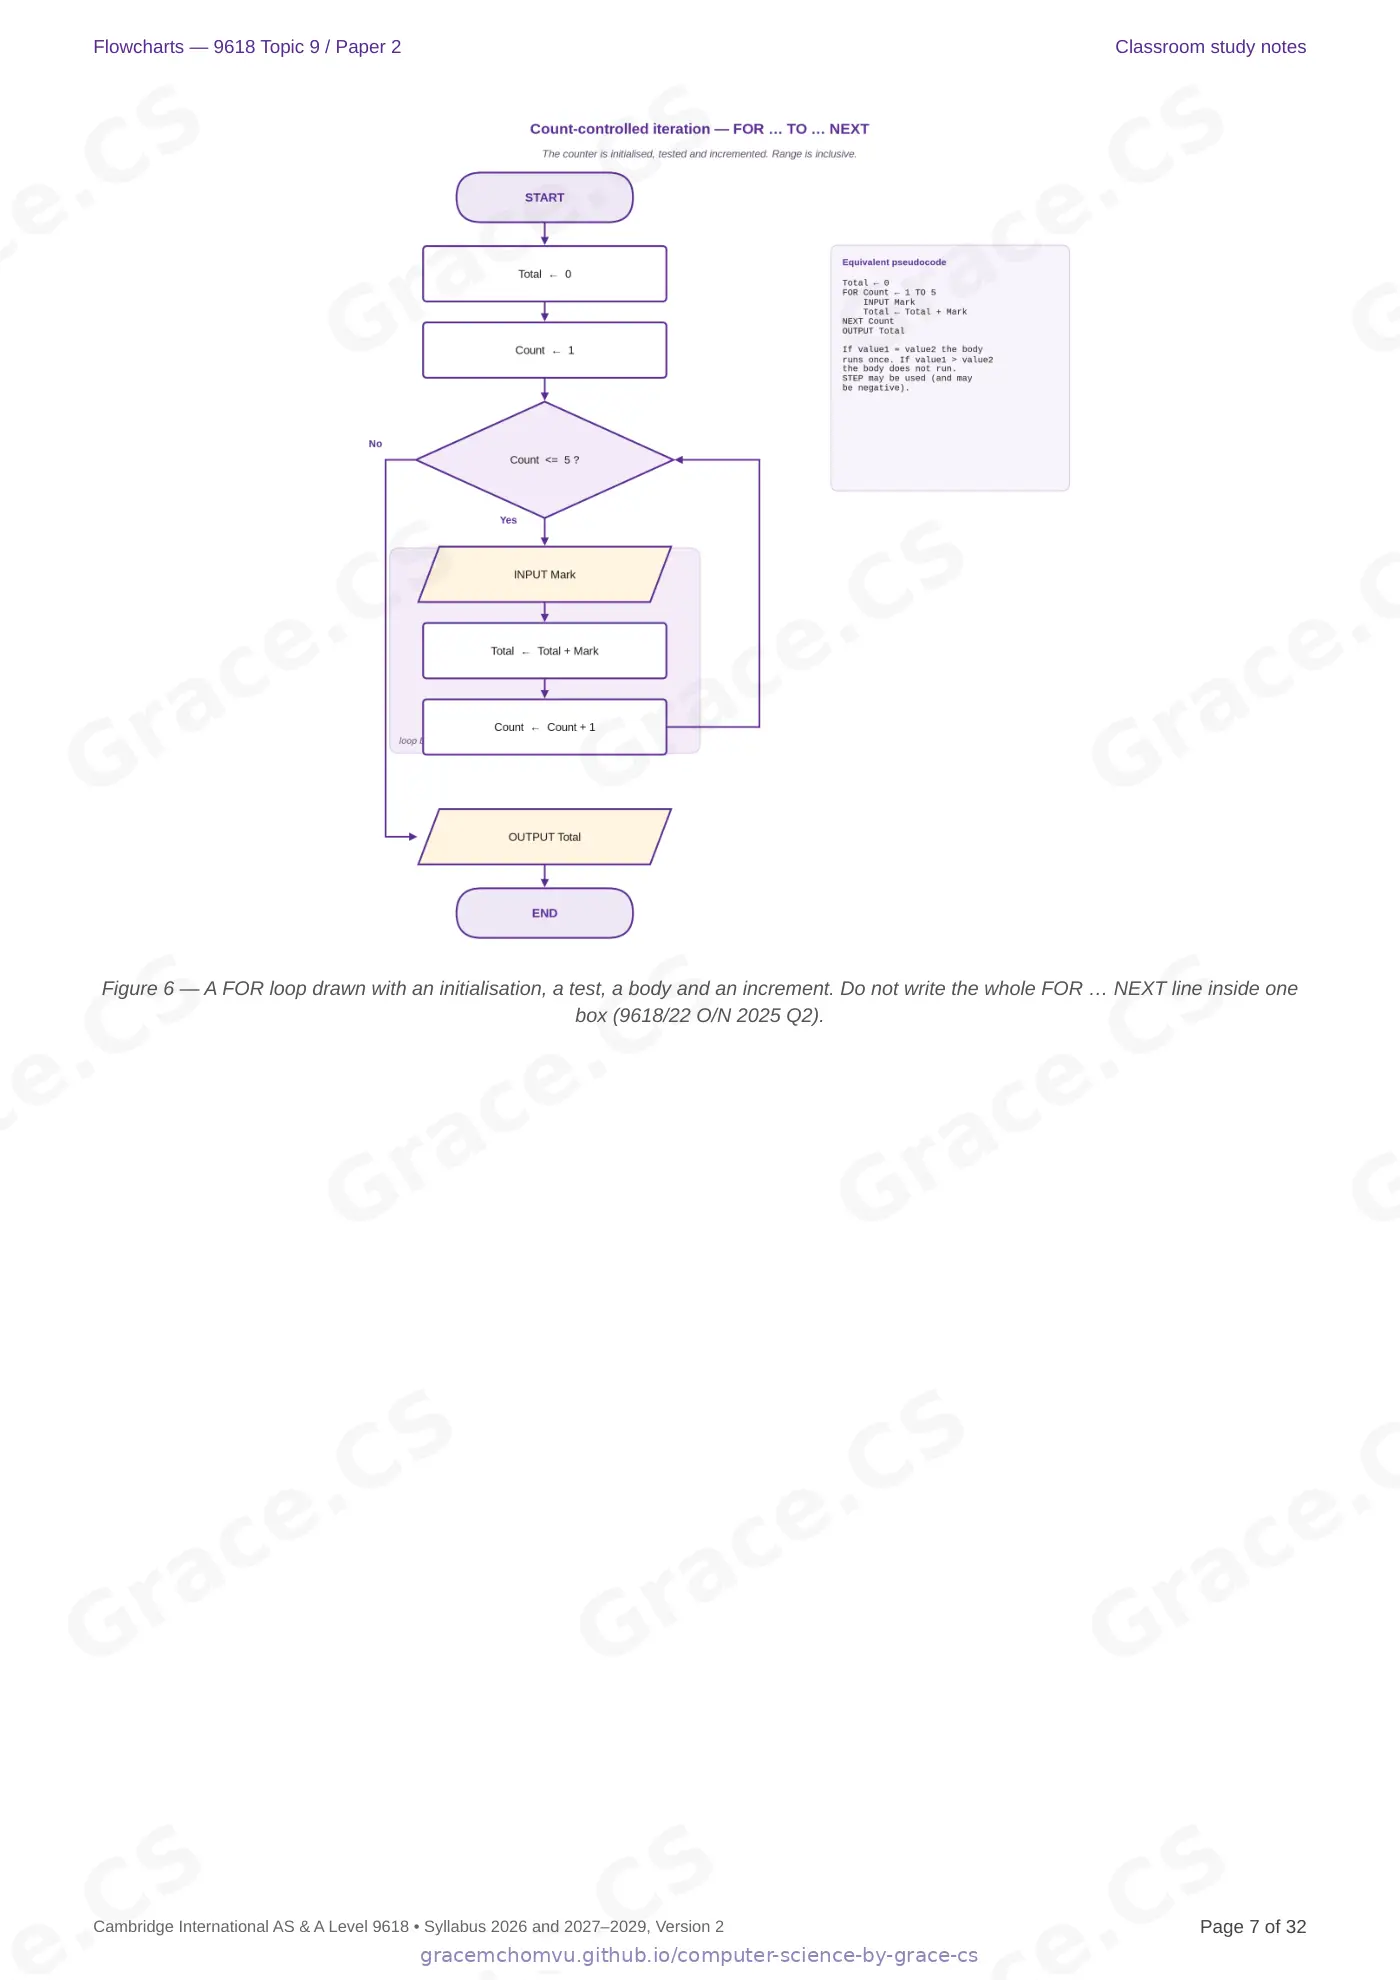 Flowcharts — 9618 Topic 9 / Paper 2
Classroom study notes
Count-controlled iteration — FOR … TO … NEXT
The counter is initialised, tested and incremented. Range is inclusive.
START
Total ← 0
Count ← 1
No
Count <= 5 ?
Yes
INPUT Mark
Total ← Total + Mark
Count ← Count + 1
loop
OUTPUT Total
END
Equivalent pseudocode
Total ← 0
FOR Count ← 1 TO 5
    INPUT Mark
    Total ← Total + Mark
NEXT Count
OUTPUT Total
If value1 = value2 the body
runs once. If value1 > value2
the body does not run.
STEP may be used (and may
be negative).
Figure 6 — A FOR loop drawn with an initialisation, a test, a body and an increment. Do not write the whole FOR … NEXT line inside one
box (9618/22 O/N 2025 Q2).
Cambridge International AS & A Level 9618 • Syllabus 2026 and 2027–2029, Version 2
Page 7 of 32
gracemchomvu.github.io/computer-science-by-grace-cs
Grace.CS